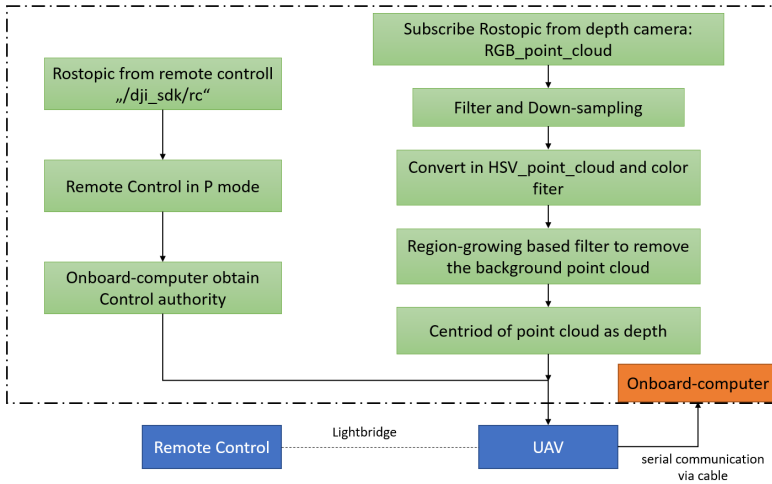 Subscribe Rostopic from depth camera:
RGB_point_cloud
Rostopic from remote controll
„/dji_sdk/rc“
Filter and Down-sampling
Remote Control in P mode
Convert in HSV_point_cloud and color
fiter
Region-growing based filter to remove
the background point cloud
Onboard-computer obtain
Control authority
Centriod of point cloud as depth
Onboard-computer
Remote Control
Lightbridge
UAV
serial communication
via cable